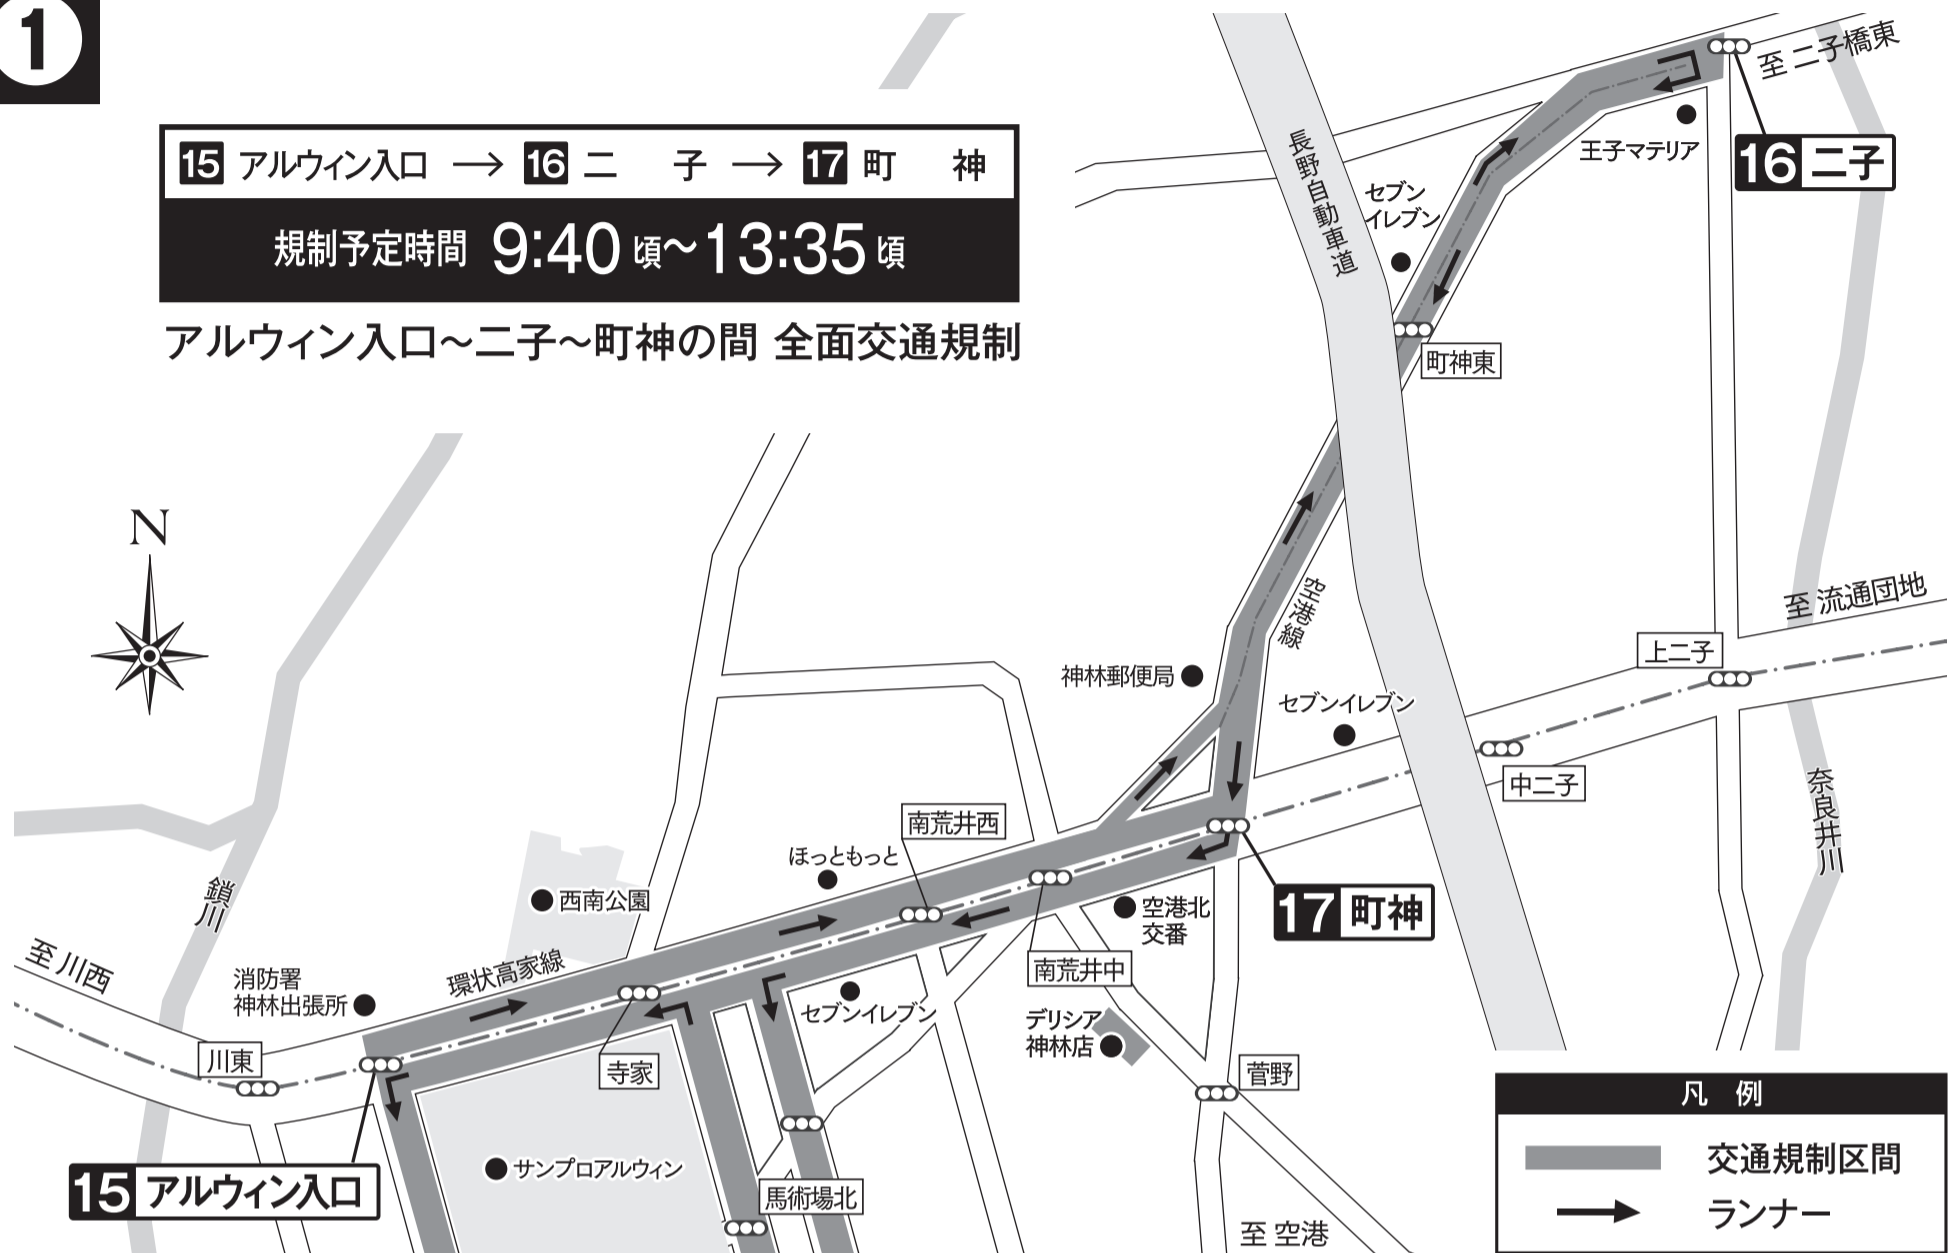 1
15 アルウィン入口 → 16 二 子 → 17 町 神
規制予定時間 9:40頃～13:35頃
アルウィン入口～二子～町神の間 全面交通規制
至 二子橋東
16 二子
王子マテリア
長野自動車道
セブン
イレブン
町神東
N
空港線
至 流通団地
上二子
神林郵便局
セブンイレブン
中二子
奈良井川
南荒井西
ほっともっと
西南公園
鎖川
17 町神
空港北
交番
南荒井中
至 川西
消防署
神林出張所
環状高家線
セブンイレブン
デリシア
神林店
川東
寺家
菅野
15 アルウィン入口
サンプロアルウィン
馬術場北
至 空港
凡 例
交通規制区間
ランナー